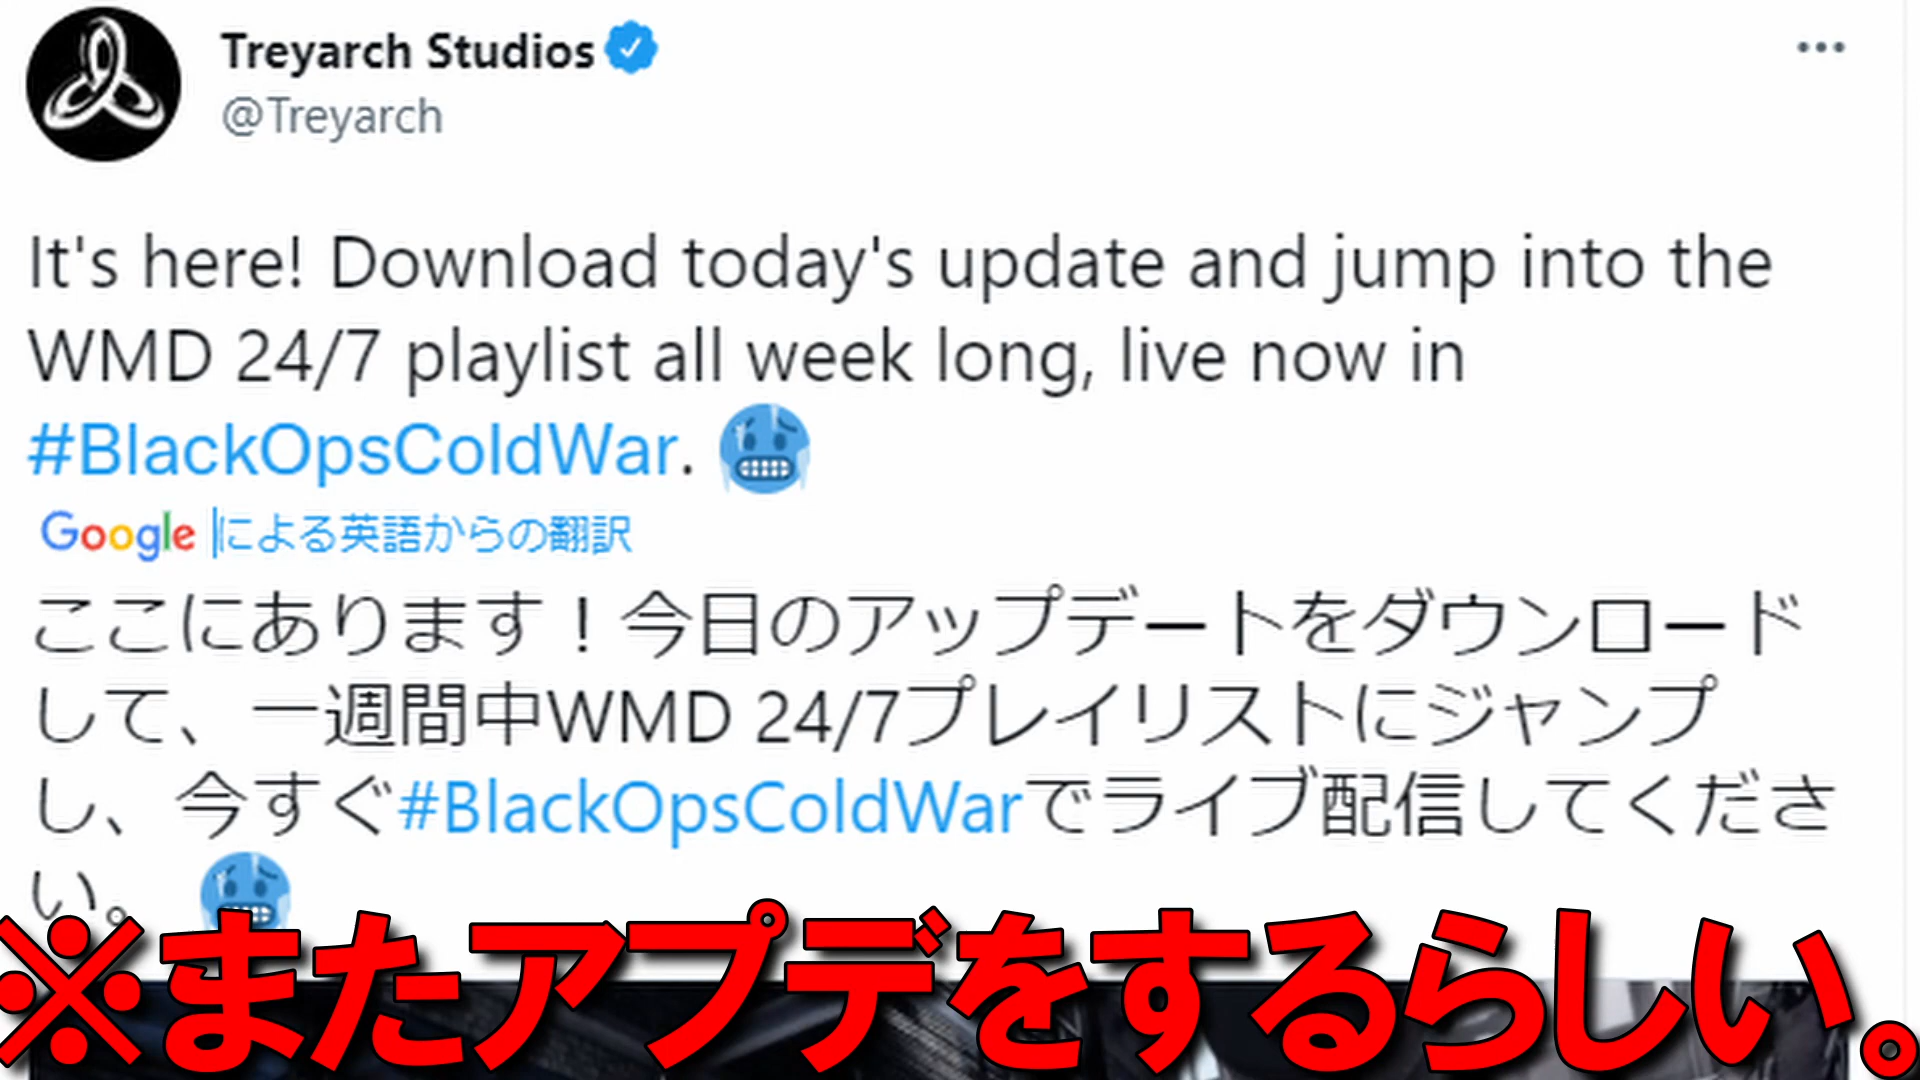 Treyarch Studios
@Treyarch
It's here! Download today's update and jump into the
WMD 24/7 playlist all week long, live now in
#BlackOpsColdWar. 🥶
Google による英語からの翻訳
ここにあります！今日のアップデートをダウンロード
して、一週間中WMD 24/7プレイリストにジャンプ
し、今すぐ#BlackOpsColdWarでライブ配信してくださ
い。 🥶
※またアプデをするらしい。